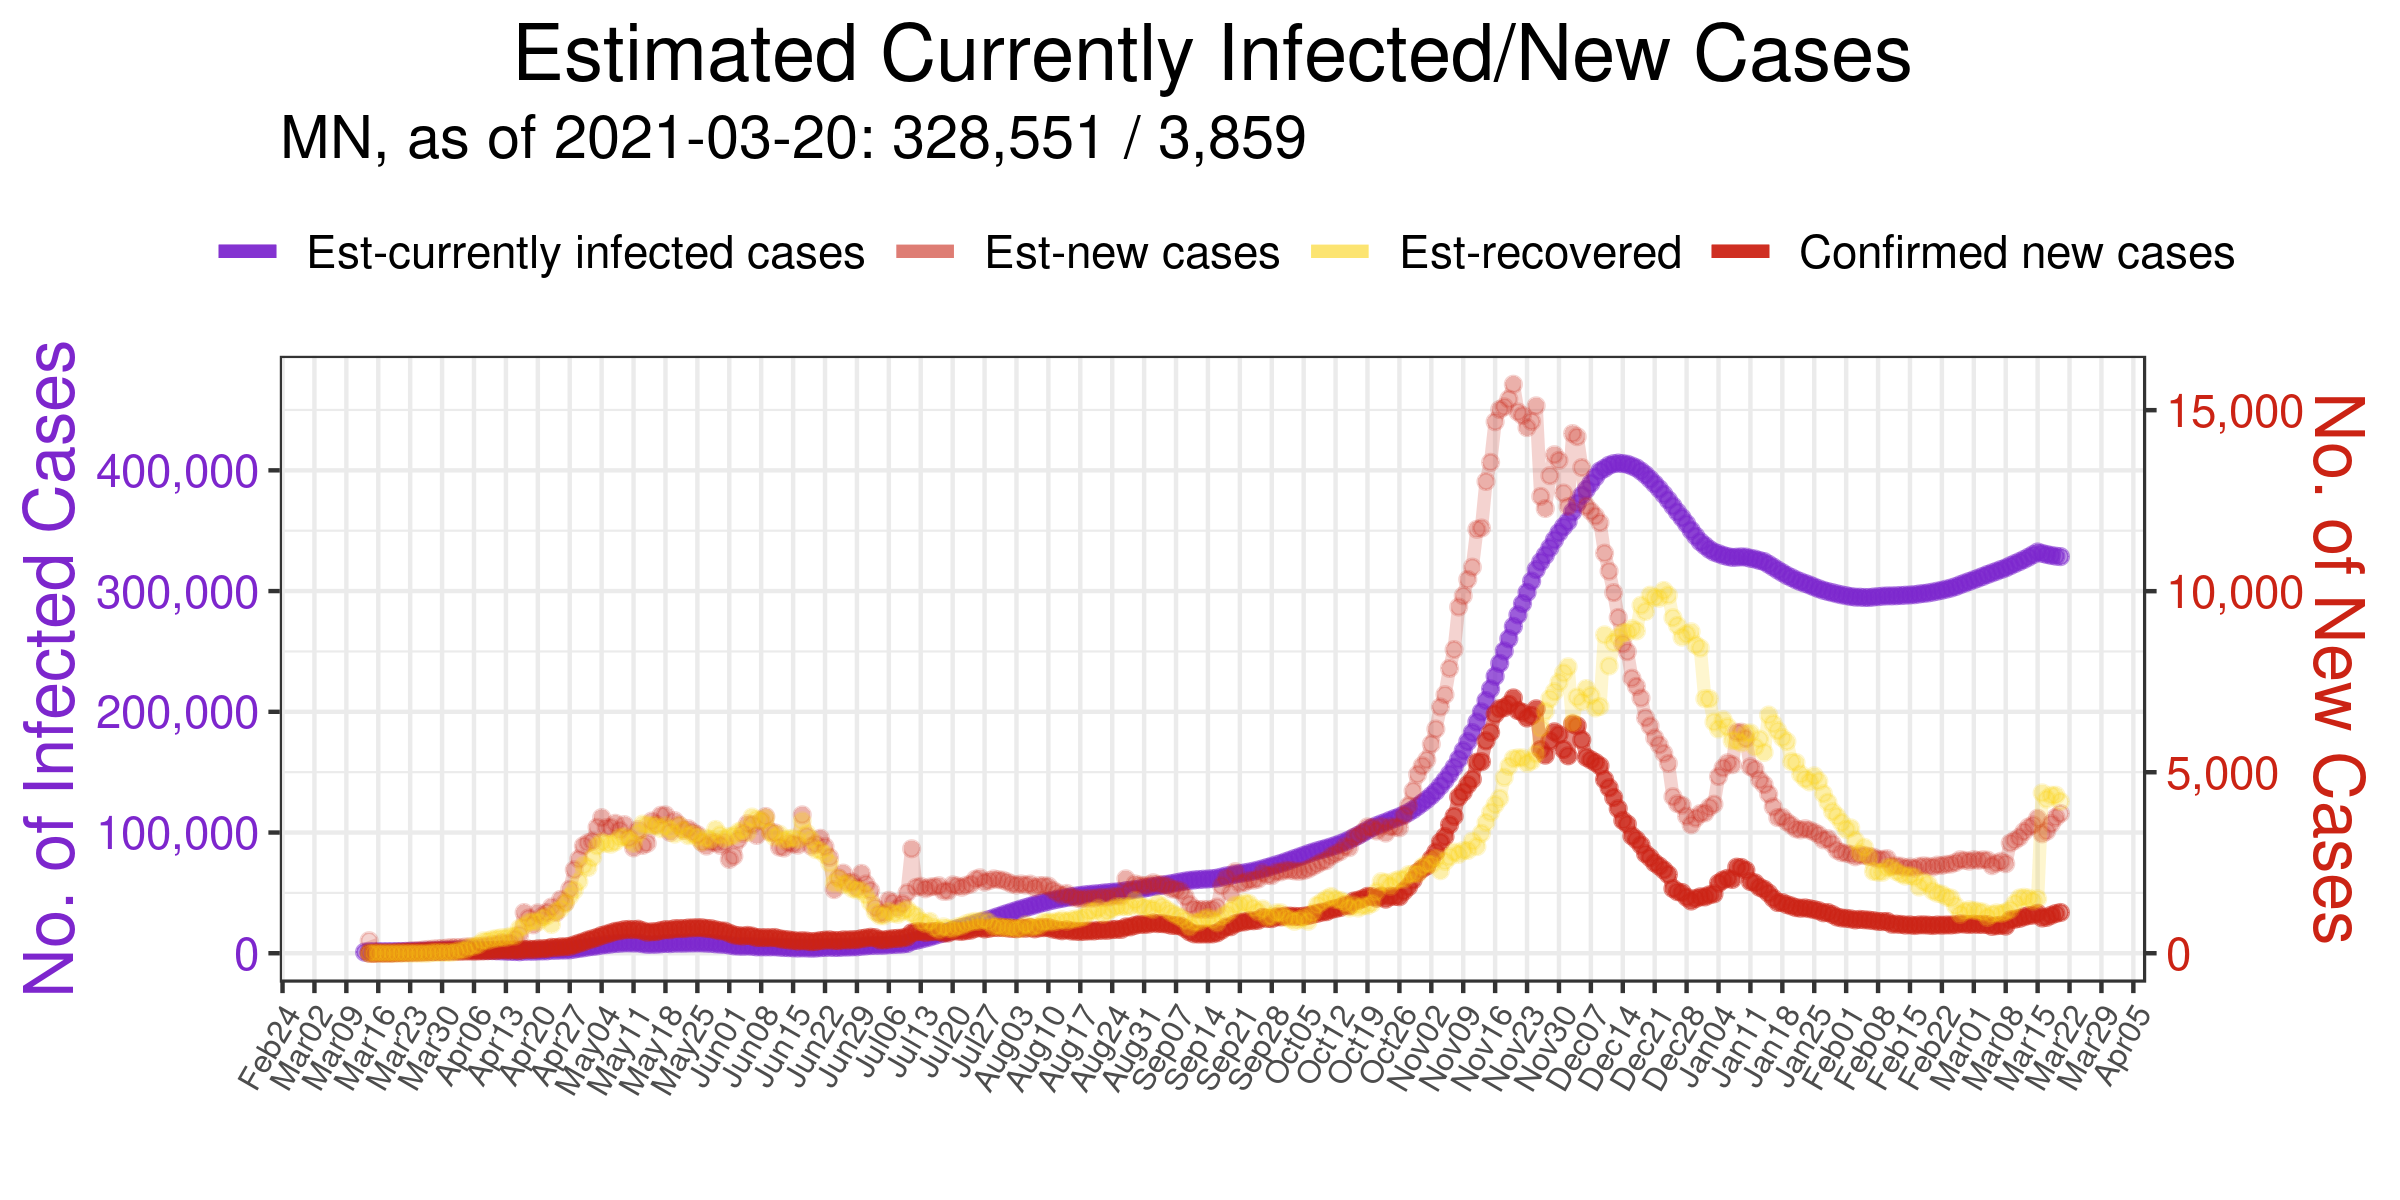 Estimated Currently Infected/New Cases
MN, as of 2021-03-20: 328,551 / 3,859
Est-currently infected cases Est-new cases Est-recovered Confirmed new cases
No. of Infected Cases
400,000
300,000
200,000
100,000
0
15,000
10,000
5,000
0
No. of New Cases
Feb24 Mar02 Mar09 Mar16 Mar23 Mar30 Apr06 Apr13 Apr20 Apr27 May04 May11 May18 May25 Jun01 Jun08 Jun15 Jun22 Jun29 Jul06 Jul13 Jul20 Jul27 Aug03 Aug10 Aug17 Aug24 Aug31 Sep07 Sep14 Sep21 Sep28 Oct05 Oct12 Oct19 Oct26 Nov02 Nov09 Nov16 Nov23 Nov30 Dec07 Dec14 Dec21 Dec28 Jan04 Jan11 Jan18 Jan25 Feb01 Feb08 Feb15 Feb22 Mar01 Mar08 Mar15 Mar22 Mar29 Apr05